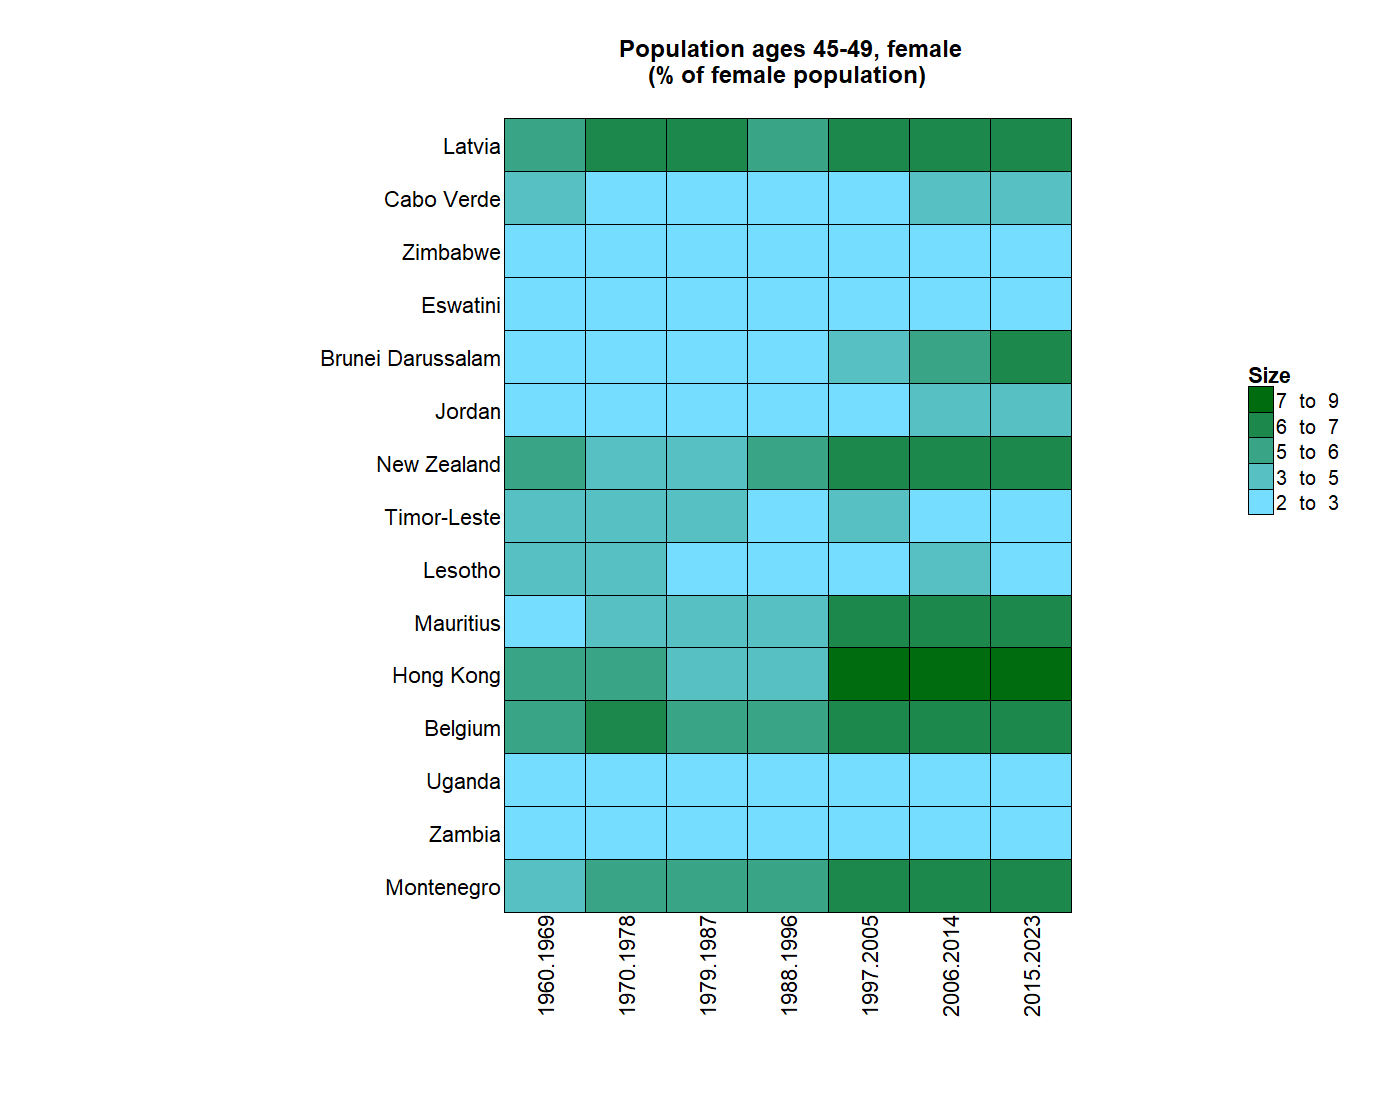 Population ages 45-49, female
(% of female population)
Latvia
Cabo Verde
Zimbabwe
Eswatini
Brunei Darussalam
Jordan
New Zealand
Timor-Leste
Lesotho
Mauritius
Hong Kong
Belgium
Uganda
Zambia
Montenegro
1960.1969
1970.1978
1979.1987
1988.1996
1997.2005
2006.2014
2015.2023
Size
7 to 9
6 to 7
5 to 6
3 to 5
2 to 3